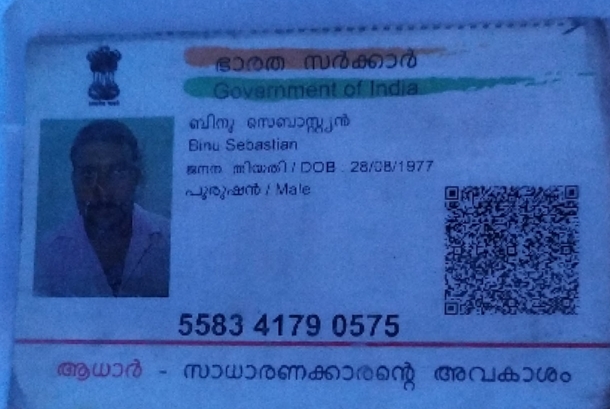 ഭാരത സർക്കാർ
Government of India
ബിനു സെബാസ്റ്റ്യൻ
Binu Sebastian
ജനന തിയതി / DOB : 28/08/1977
പുരുഷൻ / Male
5583 4179 0575
ആധാർ - സാധാരണക്കാരന്റെ അവകാശം